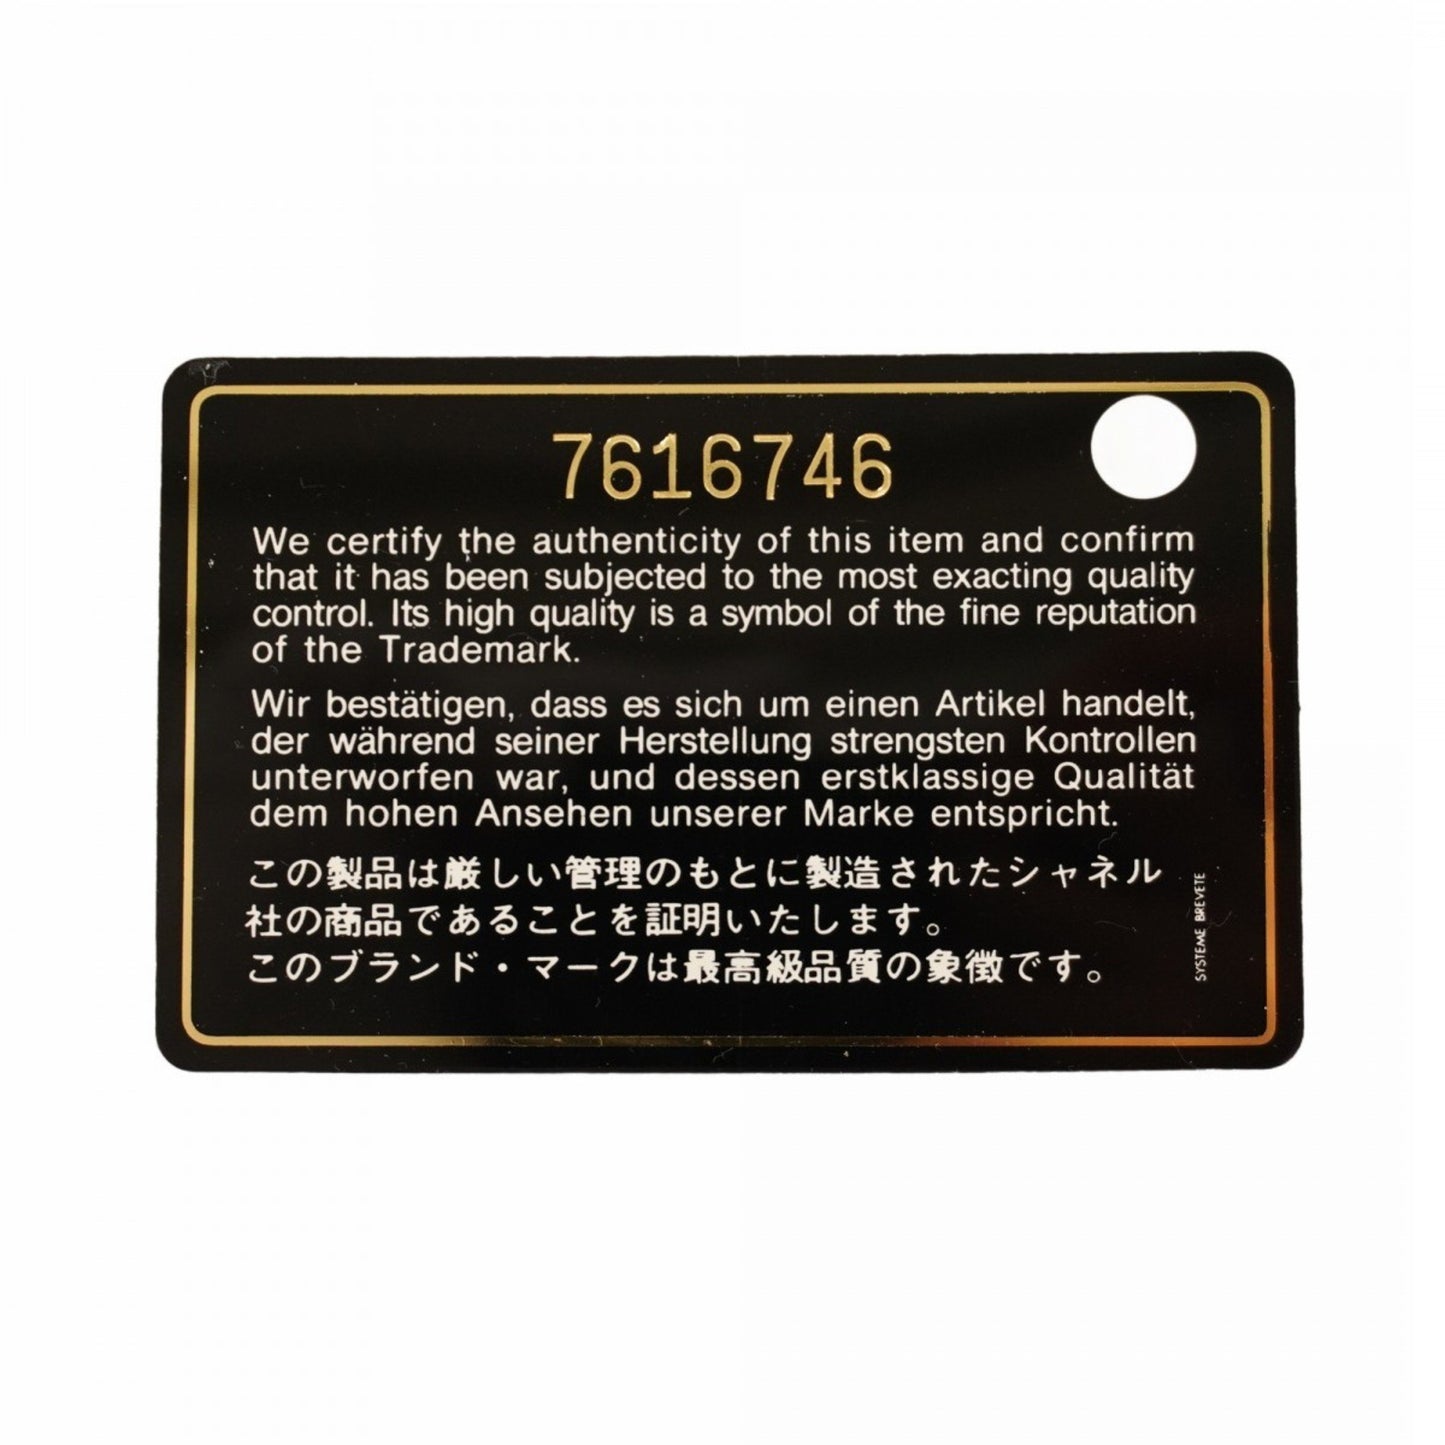 7616746
We certify the authenticity of this item and confirm
that it has been subjected to the most exacting quality
control. Its high quality is a symbol of the fine reputation
of the Trademark.
Wir bestätigen, dass es sich um einen Artikel handelt,
der während seiner Herstellung strengsten Kontrollen
unterworfen war, und dessen erstklassige Qualität
dem hohen Ansehen unserer Marke entspricht.
この製品は厳しい管理のもとに製造されたシャネル
社の商品であることを証明いたします。
このブランド・マークは最高級品質の象徴です。
SYSTEME BREVETE